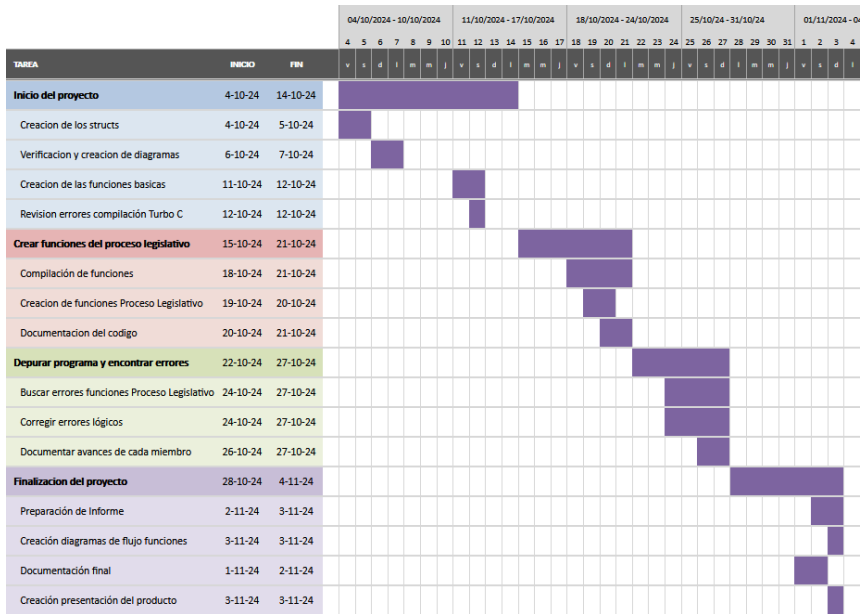 04/10/2024 - 10/10/2024 11/10/2024 - 17/10/2024 18/10/2024 - 24/10/2024 25/10/24 - 31/10/24 01/11/2024 - 04
4 5 6 7 8 9 10 11 12 13 14 15 16 17 18 19 20 21 22 23 24 25 26 27 28 29 30 31 1 2 3 4
TAREA INICIO FIN v s d l m m j v s d l m m j v s d l m m j v s d l m m j v s d l
Inicio del proyecto 4-10-24 14-10-24
Creacion de los structs 4-10-24 5-10-24
Verificacion y creacion de diagramas 6-10-24 7-10-24
Creacion de las funciones basicas 11-10-24 12-10-24
Revision errores compilación Turbo C 12-10-24 12-10-24
Crear funciones del proceso legislativo 15-10-24 21-10-24
Compilación de funciones 18-10-24 21-10-24
Creacion de funciones Proceso Legislativo 19-10-24 20-10-24
Documentacion del codigo 20-10-24 21-10-24
Depurar programa y encontrar errores 22-10-24 27-10-24
Buscar errores funciones Proceso Legislativo 24-10-24 27-10-24
Corregir errores lógicos 24-10-24 27-10-24
Documentar avances de cada miembro 26-10-24 27-10-24
Finalizacion del proyecto 28-10-24 4-11-24
Preparación de Informe 2-11-24 3-11-24
Creación diagramas de flujo funciones 3-11-24 3-11-24
Documentación final 1-11-24 2-11-24
Creación presentación del producto 3-11-24 3-11-24